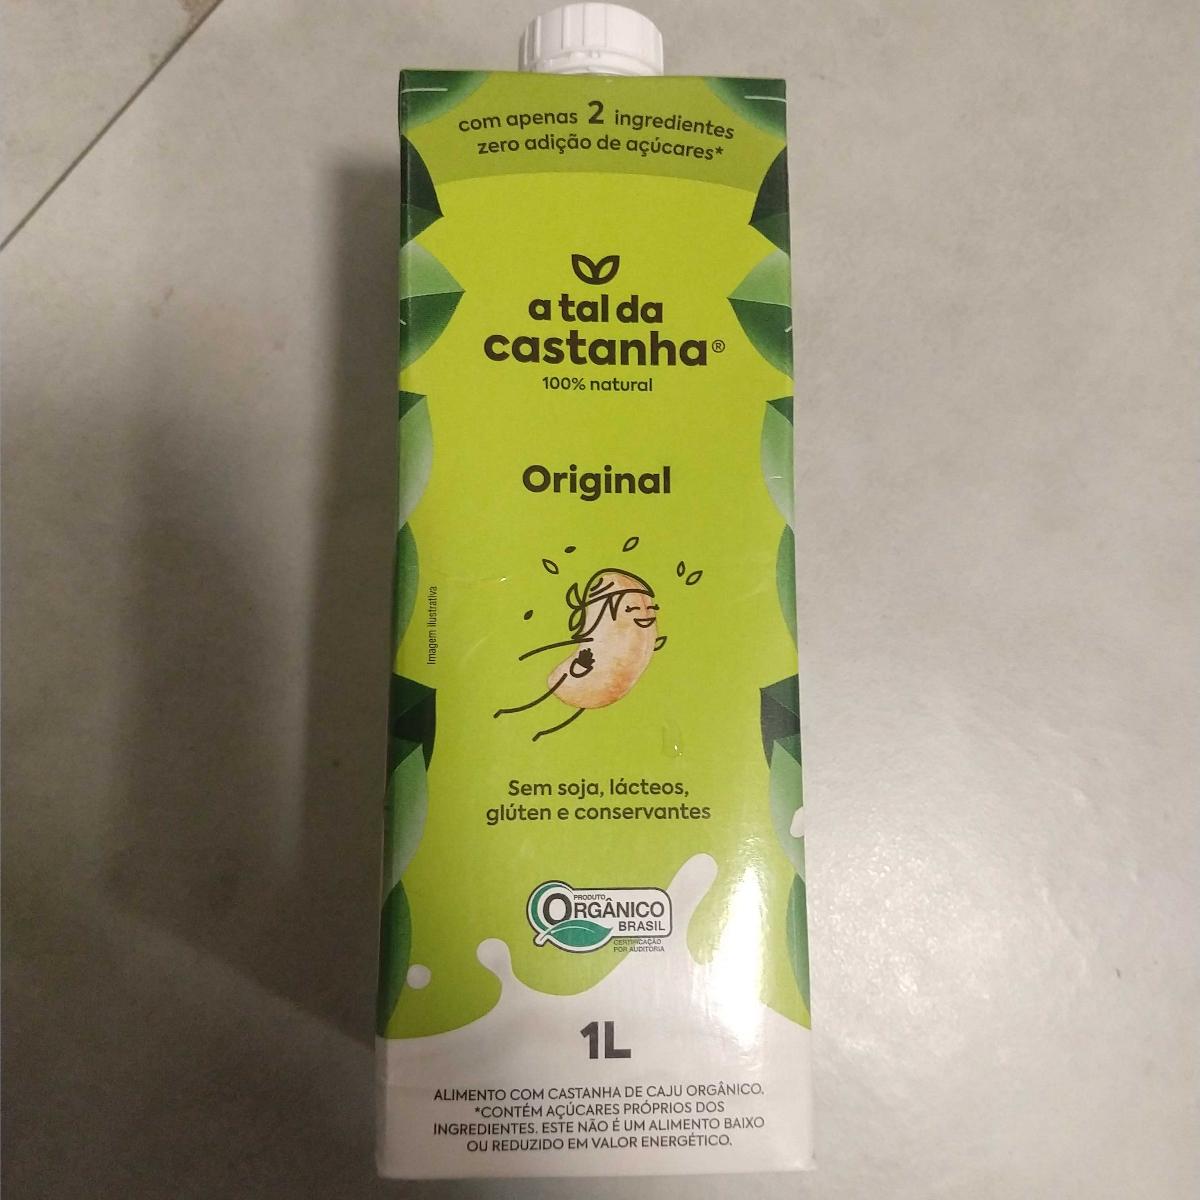 com apenas 2 ingredientes
zero adição de açúcares*
a tal da
castanha®
100% natural
Original
Imagem ilustrativa
Sem soja, lácteos,
glúten e conservantes
PRODUTO
ORGÂNICO
BRASIL
CERTIFICAÇÃO
POR AUDITORIA
1L
ALIMENTO COM CASTANHA DE CAJU ORGÂNICO.
*CONTÉM AÇÚCARES PRÓPRIOS DOS
INGREDIENTES. ESTE NÃO É UM ALIMENTO BAIXO
OU REDUZIDO EM VALOR ENERGÉTICO.